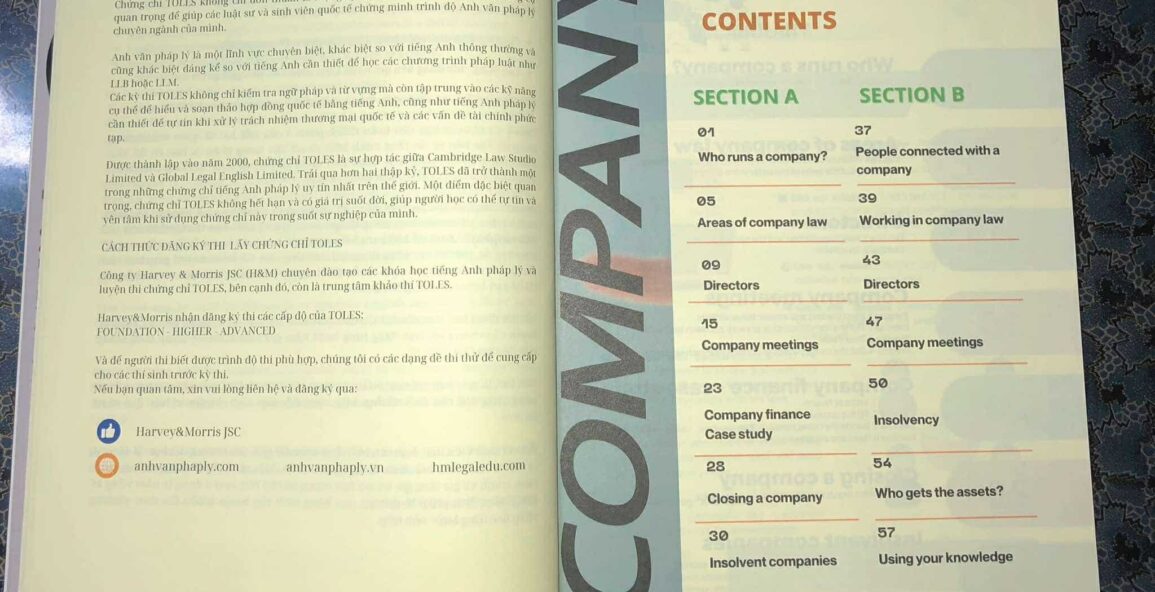 Chứng chỉ TOLES không chỉ đơn
quan trọng để giúp các luật sư và sinh viên quốc tế chứng minh trình độ Anh văn pháp lý
chuyên ngành của mình.
Anh văn pháp lý là một lĩnh vực chuyên biệt, khác biệt so với tiếng Anh thông thường và
cũng khác biệt đáng kể so với tiếng Anh cần thiết để học các chương trình pháp luật như
LLB hoặc LLM.
Các kỳ thi TOLES không chỉ kiểm tra ngữ pháp và từ vựng mà còn tập trung vào các kỹ năng
cụ thể để hiểu và soạn thảo hợp đồng quốc tế bằng tiếng Anh, cũng như tiếng Anh pháp lý
cần thiết để tự tin khi xử lý trách nhiệm thương mại quốc tế và các vấn đề tài chính phức
tạp.
Được thành lập vào năm 2000, chứng chỉ TOLES là sự hợp tác giữa Cambridge Law Studio
Limited và Global Legal English Limited. Trải qua hơn hai thập kỷ, TOLES đã trở thành một
trong những chứng chỉ tiếng Anh pháp lý uy tín nhất trên thế giới. Một điểm đặc biệt quan
trọng, chứng chỉ TOLES không hết hạn và có giá trị suốt đời, giúp người học có thể tự tin và
yên tâm khi sử dụng chứng chỉ này trong suốt sự nghiệp của mình.
CÁCH THỨC ĐĂNG KÝ THI LẤY CHỨNG CHỈ TOLES
Công ty Harvey & Morris JSC (H&M) chuyên đào tạo các khóa học tiếng Anh pháp lý và
luyện thi chứng chỉ TOLES, bên cạnh đó, còn là trung tâm khảo thí TOLES.
Harvey&Morris nhận đăng ký thi các cấp độ của TOLES:
FOUNDATION - HIGHER - ADVANCED
Và để người thi biết được trình độ thi phù hợp, chúng tôi có các dạng đề thi thử để cung cấp
cho các thí sinh trước kỳ thi.
Nếu bạn quan tâm, xin vui lòng liên hệ và đăng ký qua:
Harvey&Morris JSC
anhvanphaply.com anhvanphaply.vn hmlegaledu.com
COMPANY
CONTENTS
SECTION A
01
Who runs a company?
05
Areas of company law
09
Directors
15
Company meetings
23
Company finance
Case study
28
Closing a company
30
Insolvent companies
SECTION B
37
People connected with a
company
39
Working in company law
43
Directors
47
Company meetings
50
Insolvency
54
Who gets the assets?
57
Using your knowledge